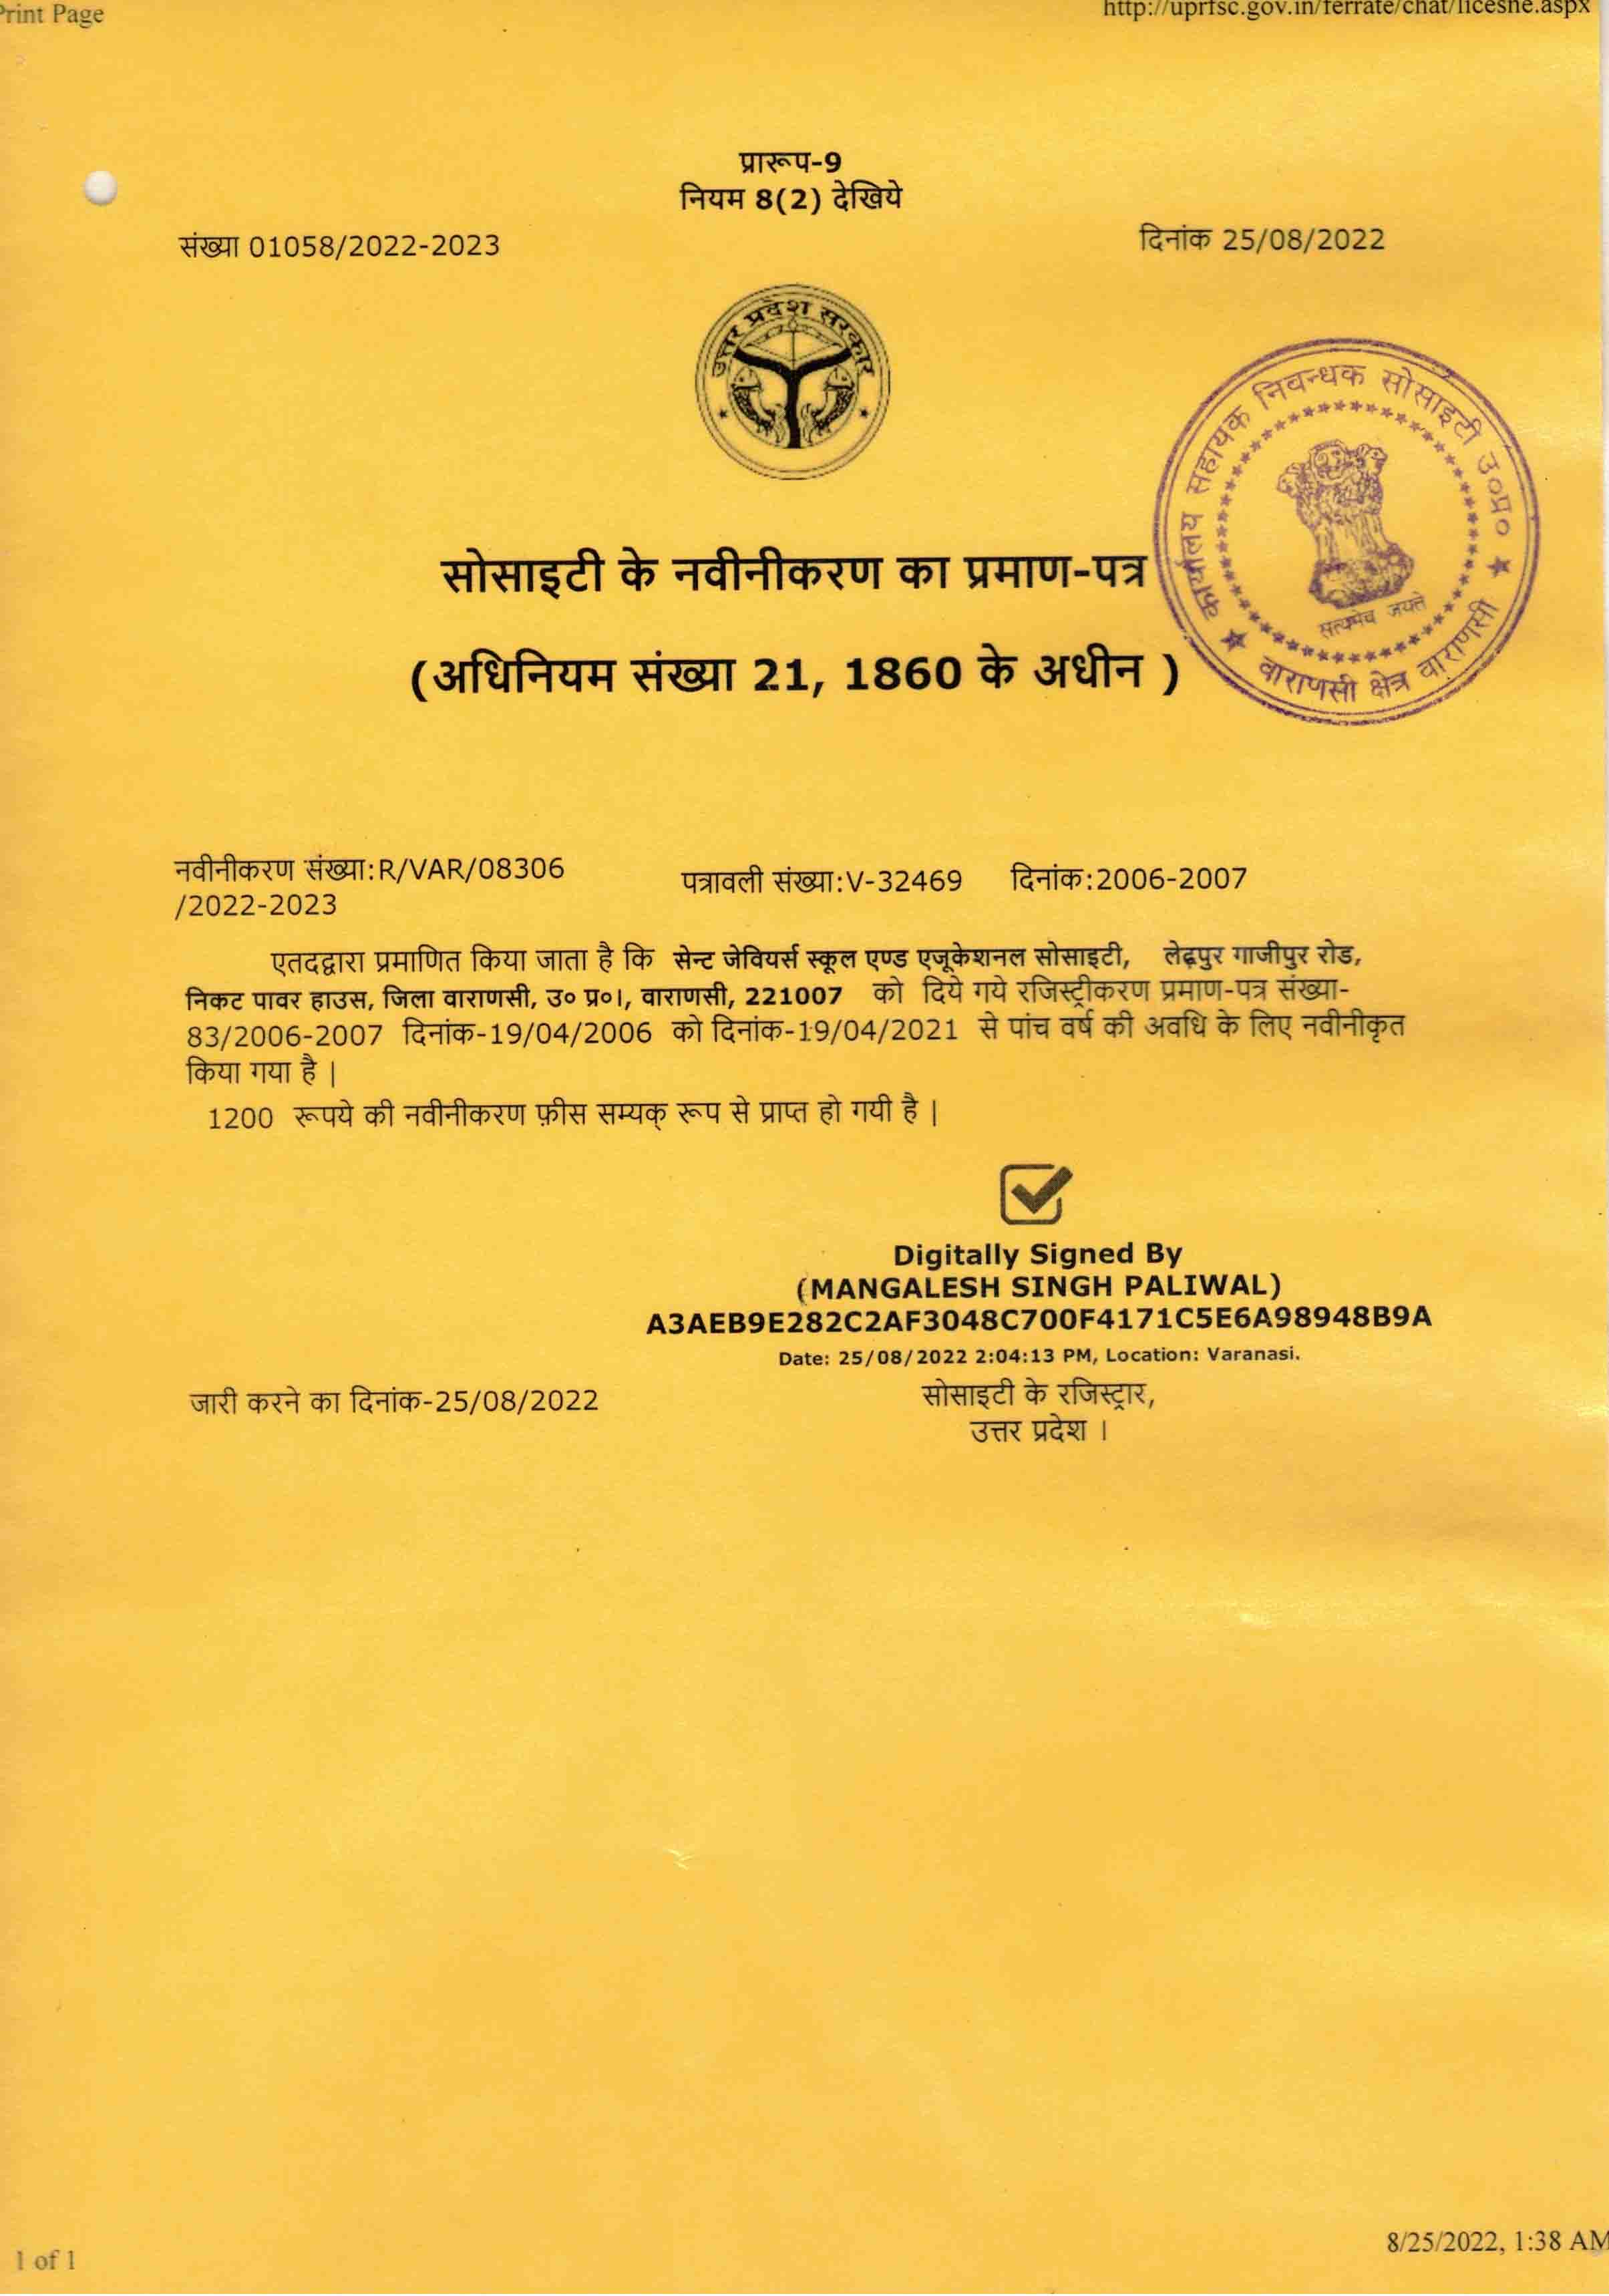 Print Page
http://uprfsc.gov.in/ferrate/chat/licesne.aspx
प्रारूप-9
नियम 8(2) देखिये
संख्या 01058/2022-2023
दिनांक 25/08/2022
उत्तर प्रदेश सरकार
कार्यालय सहायक निबन्धक सोसाइटी उ०प्र०
सत्यमेव जयते
वाराणसी क्षेत्र वाराणसी
सोसाइटी के नवीनीकरण का प्रमाण-पत्र
(अधिनियम संख्या 21, 1860 के अधीन )
नवीनीकरण संख्या:R/VAR/08306
/2022-2023
पत्रावली संख्या:V-32469
दिनांक:2006-2007
एतदद्वारा प्रमाणित किया जाता है कि सेन्ट जेवियर्स स्कूल एण्ड एजूकेशनल सोसाइटी, लेढ़पुर गाजीपुर रोड,
निकट पावर हाउस, जिला वाराणसी, उ० प्र०।, वाराणसी, 221007 को दिये गये रजिस्ट्रीकरण प्रमाण-पत्र संख्या-
83/2006-2007 दिनांक-19/04/2006 को दिनांक-19/04/2021 से पांच वर्ष की अवधि के लिए नवीनीकृत
किया गया है |
1200 रूपये की नवीनीकरण फ़ीस सम्यक् रूप से प्राप्त हो गयी है |
Digitally Signed By
(MANGALESH SINGH PALIWAL)
A3AEB9E282C2AF3048C700F4171C5E6A98948B9A
Date: 25/08/2022 2:04:13 PM, Location: Varanasi.
जारी करने का दिनांक-25/08/2022
सोसाइटी के रजिस्ट्रार,
उत्तर प्रदेश ।
1 of 1
8/25/2022, 1:38 AM